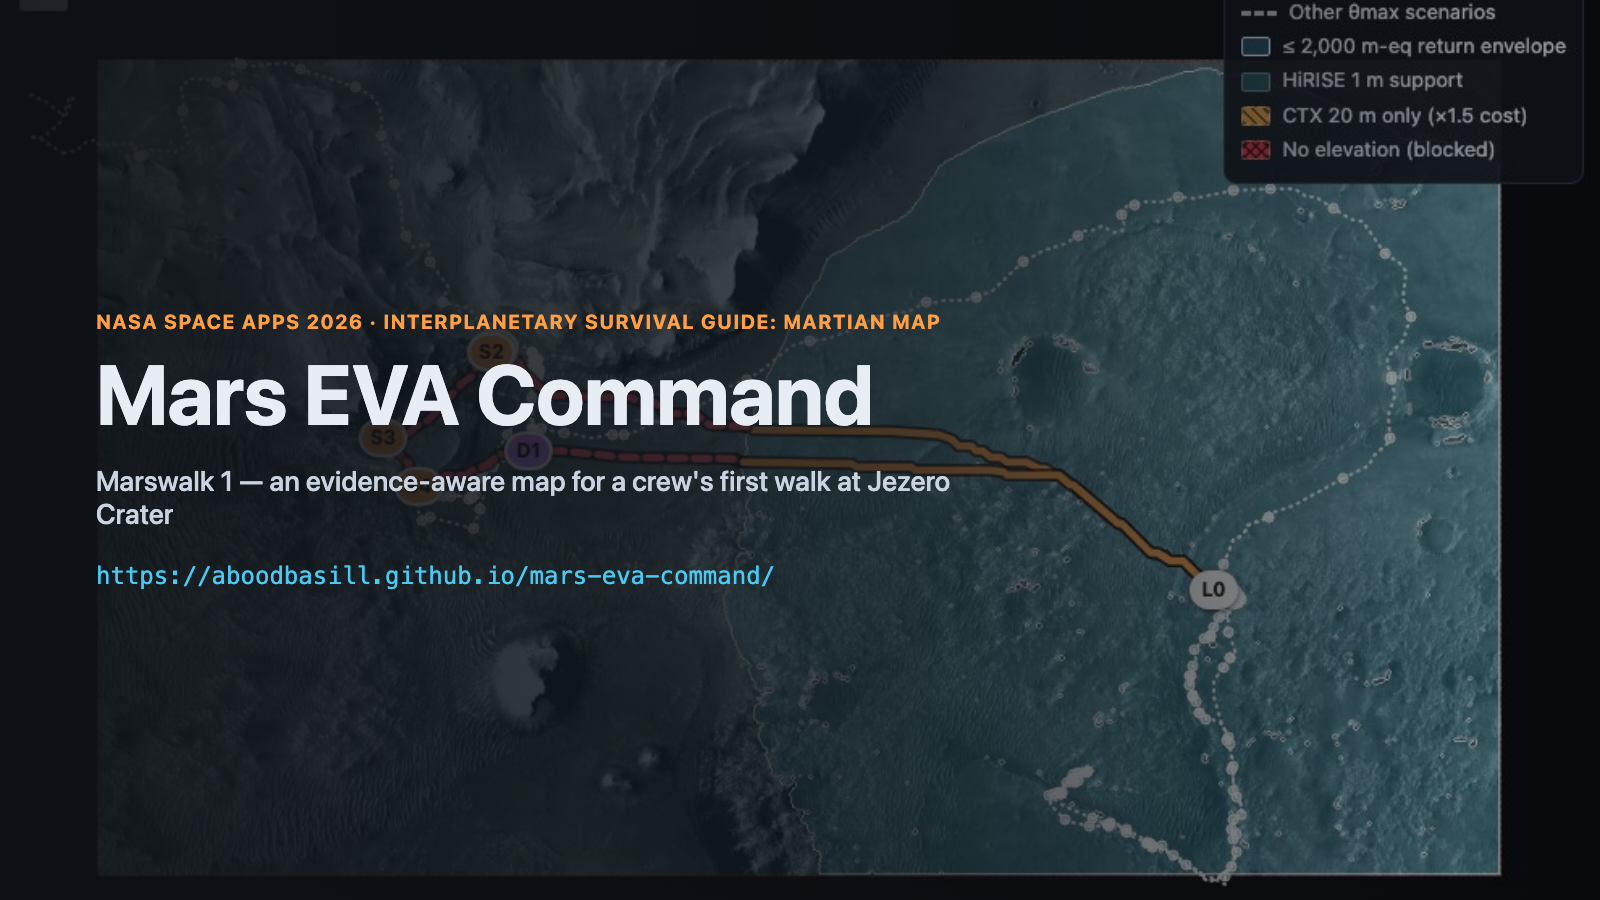 Other θmax scenarios
≤ 2,000 m-eq return envelope
HiRISE 1 m support
CTX 20 m only (×1.5 cost)
No elevation (blocked)
NASA SPACE APPS 2026 · INTERPLANETARY SURVIVAL GUIDE: MARTIAN MAP
S2
Mars EVA Command
S3
D1
Marswalk 1 — an evidence-aware map for a crew's first walk at Jezero
Crater
https://aboodbasill.github.io/mars-eva-command/
L0